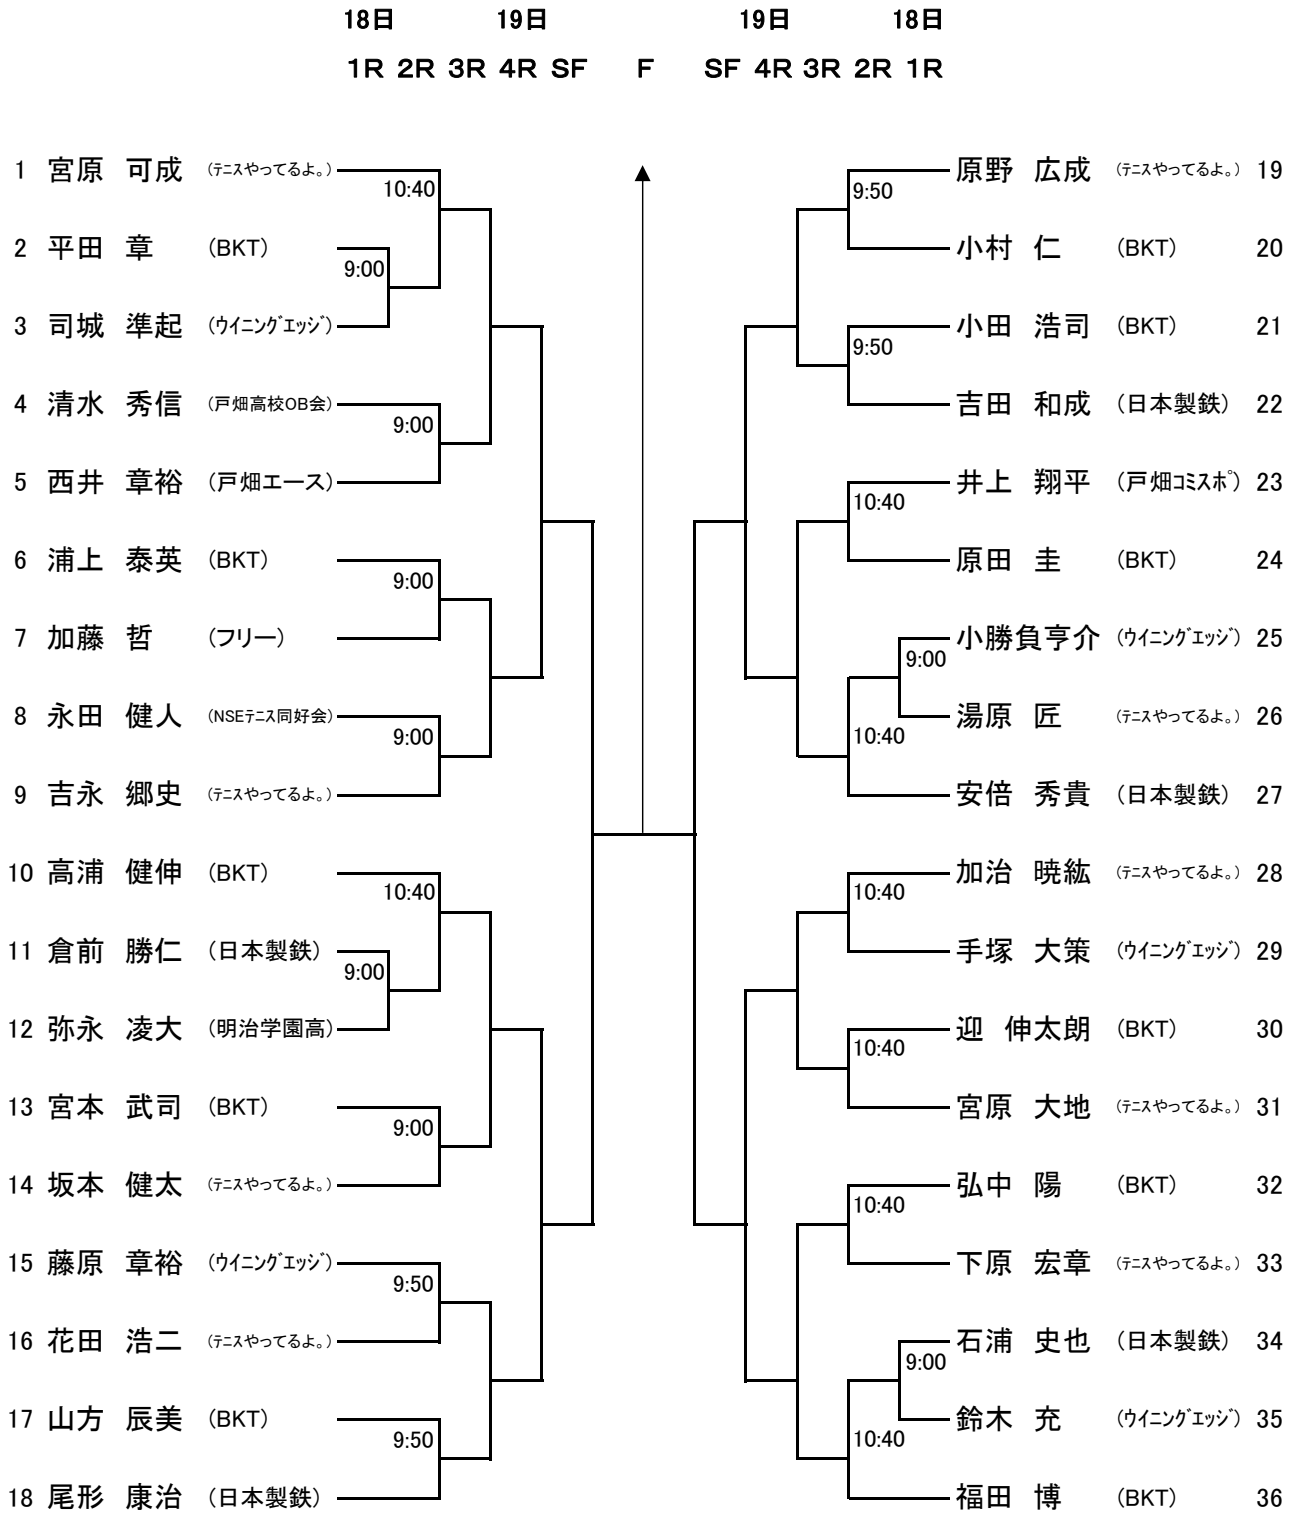 18日 19日 19日 18日
1R 2R 3R 4R SF F SF 4R 3R 2R 1R
1 宮原 可成 (ﾃﾆｽやってるよ。) 原野 広成 (ﾃﾆｽやってるよ。) 19
10:40 9:50
2 平田 章 (BKT) 小村 仁 (BKT) 20
9:00
3 司城 準起 (ｳｲﾆﾝｸﾞｴｯｼﾞ) 小田 浩司 (BKT) 21
9:50
4 清水 秀信 (戸畑高校OB会) 吉田 和成 (日本製鉄) 22
9:00
5 西井 章裕 (戸畑エース) 井上 翔平 (戸畑ｺﾐｽﾎﾟ) 23
10:40
6 浦上 泰英 (BKT) 原田 圭 (BKT) 24
9:00
7 加藤 哲 (フリー) 小勝負亨介 (ｳｲﾆﾝｸﾞｴｯｼﾞ) 25
9:00
8 永田 健人 (NSEﾃﾆｽ同好会) 湯原 匠 (ﾃﾆｽやってるよ。) 26
9:00 10:40
9 吉永 郷史 (ﾃﾆｽやってるよ。) 安倍 秀貴 (日本製鉄) 27
10 高浦 健伸 (BKT) 加治 暁紘 (ﾃﾆｽやってるよ。) 28
10:40 10:40
11 倉前 勝仁 (日本製鉄) 手塚 大策 (ｳｲﾆﾝｸﾞｴｯｼﾞ) 29
9:00
12 弥永 凌大 (明治学園高) 迎 伸太朗 (BKT) 30
10:40
13 宮本 武司 (BKT) 宮原 大地 (ﾃﾆｽやってるよ。) 31
9:00
14 坂本 健太 (ﾃﾆｽやってるよ。) 弘中 陽 (BKT) 32
10:40
15 藤原 章裕 (ｳｲﾆﾝｸﾞｴｯｼﾞ) 下原 宏章 (ﾃﾆｽやってるよ。) 33
9:50
16 花田 浩二 (ﾃﾆｽやってるよ。) 石浦 史也 (日本製鉄) 34
9:00
17 山方 辰美 (BKT) 鈴木 充 (ｳｲﾆﾝｸﾞｴｯｼﾞ) 35
9:50 10:40
18 尾形 康治 (日本製鉄) 福田 博 (BKT) 36